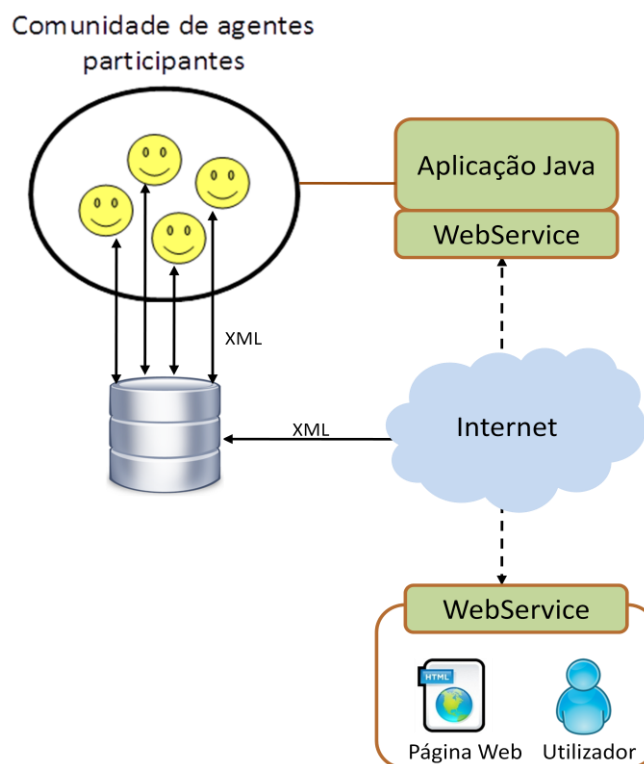 Comunidade de agentes
participantes
Aplicação Java
WebService
XML
XML
Internet
WebService
HTML
Página Web
Utilizador